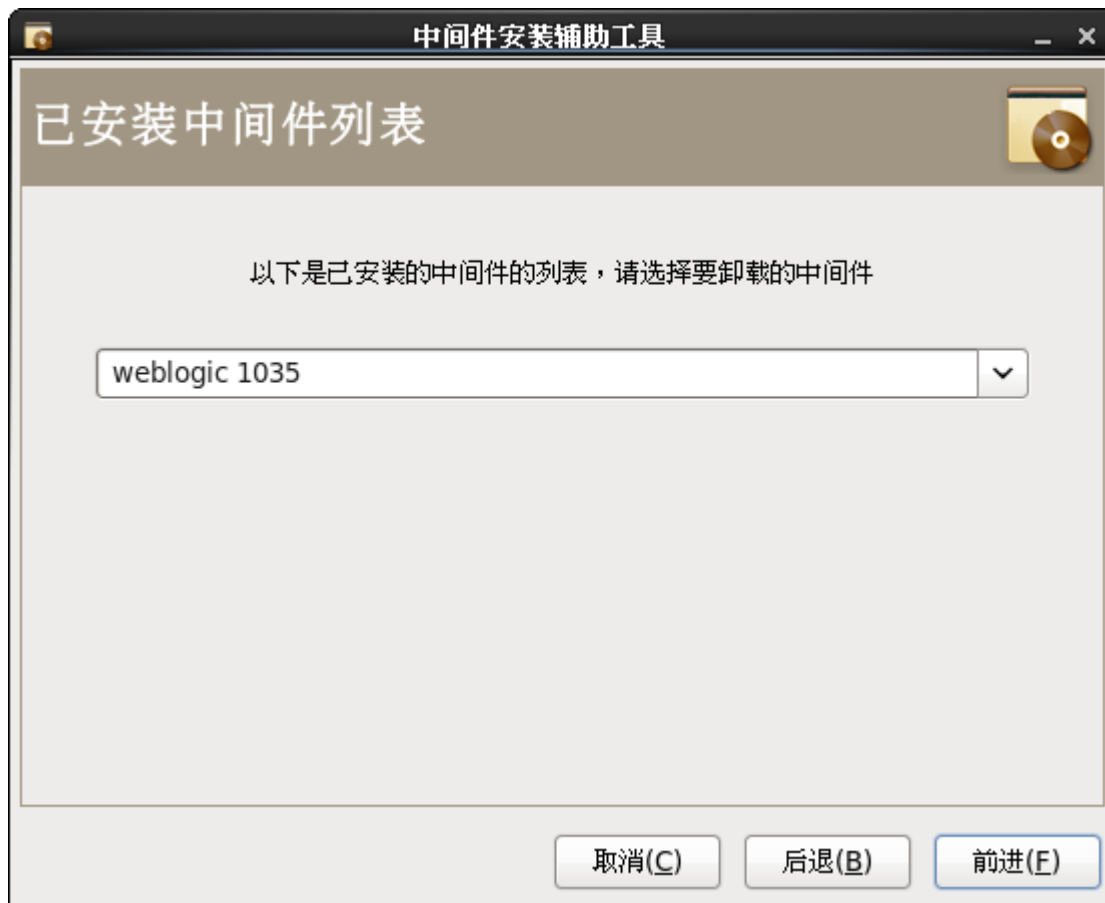 中间件安装辅助工具
已安装中间件列表
以下是已安装的中间件的列表，请选择要卸载的中间件
weblogic 1035
取消(C) 后退(B) 前进(F)